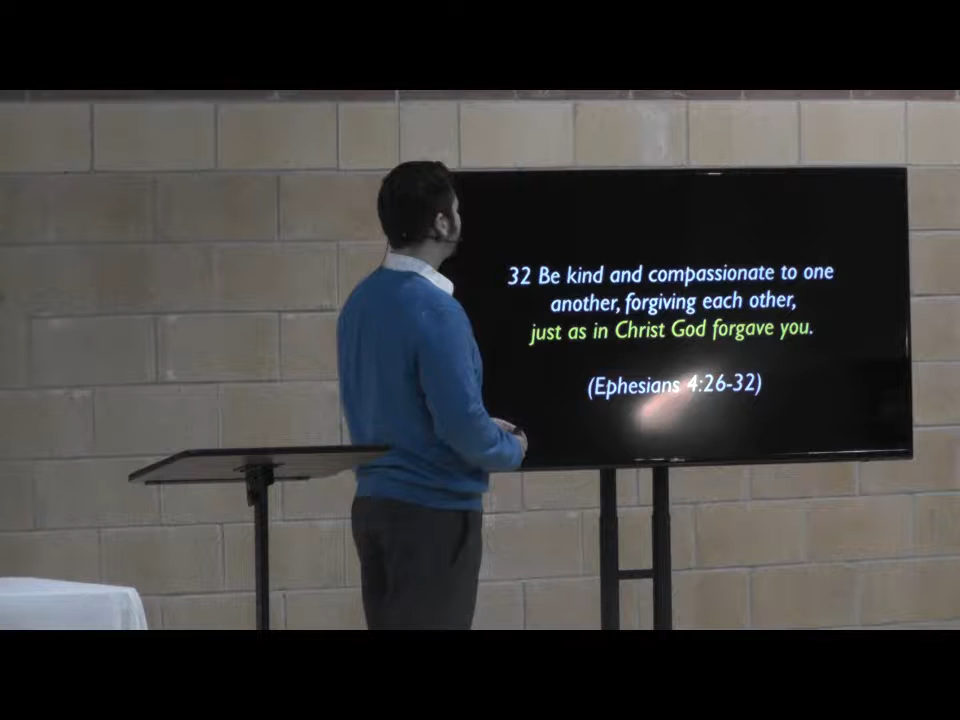 32 Be kind and compassionate to one
another, forgiving each other,
just as in Christ God forgave you.
(Ephesians 4:26-32)